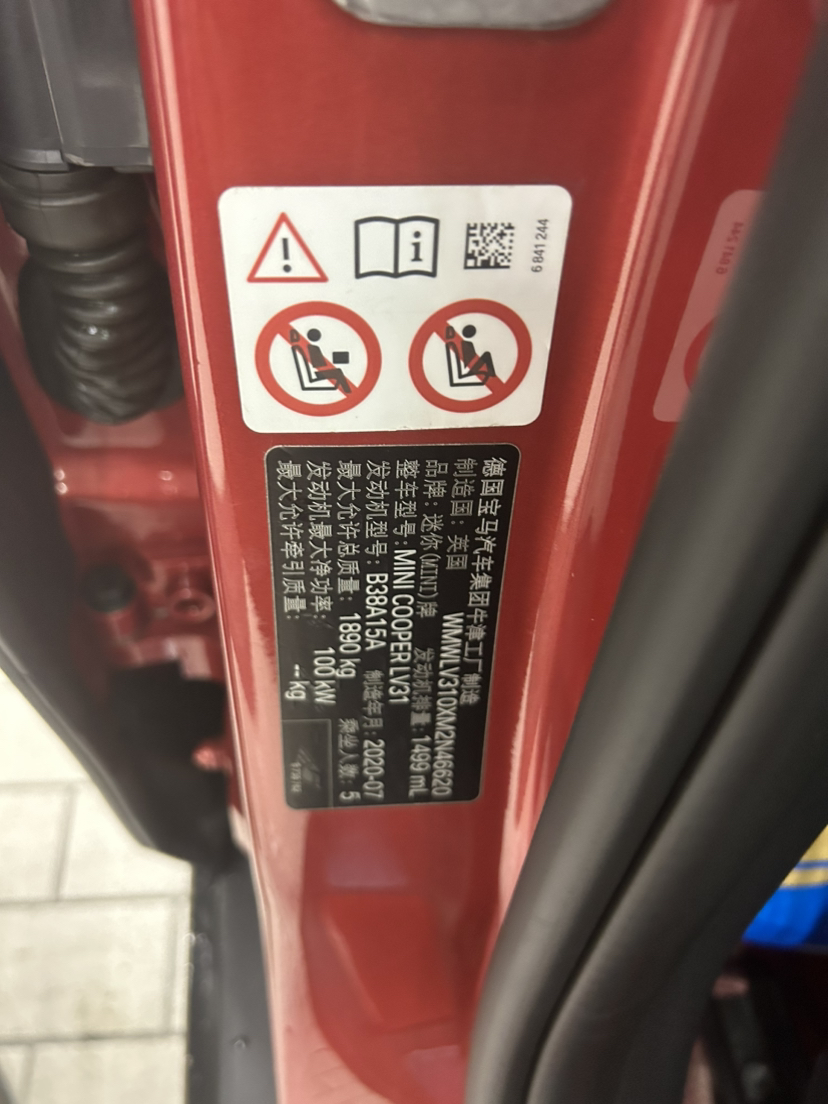 6 841 244
德国宝马汽车集团牛津工厂制造
制造国：英国 WMWLV310XM2N46620
品牌：迷你(MINI)牌 发动机排量：1499 mL
整车型号：MINI COOPER LV31
发动机型号：B38A15A 制造年月：2020-07
最大允许总质量：1890 kg 乘坐人数：5
发动机最大净功率：100 kW
最大允许牵引质量：-- kg